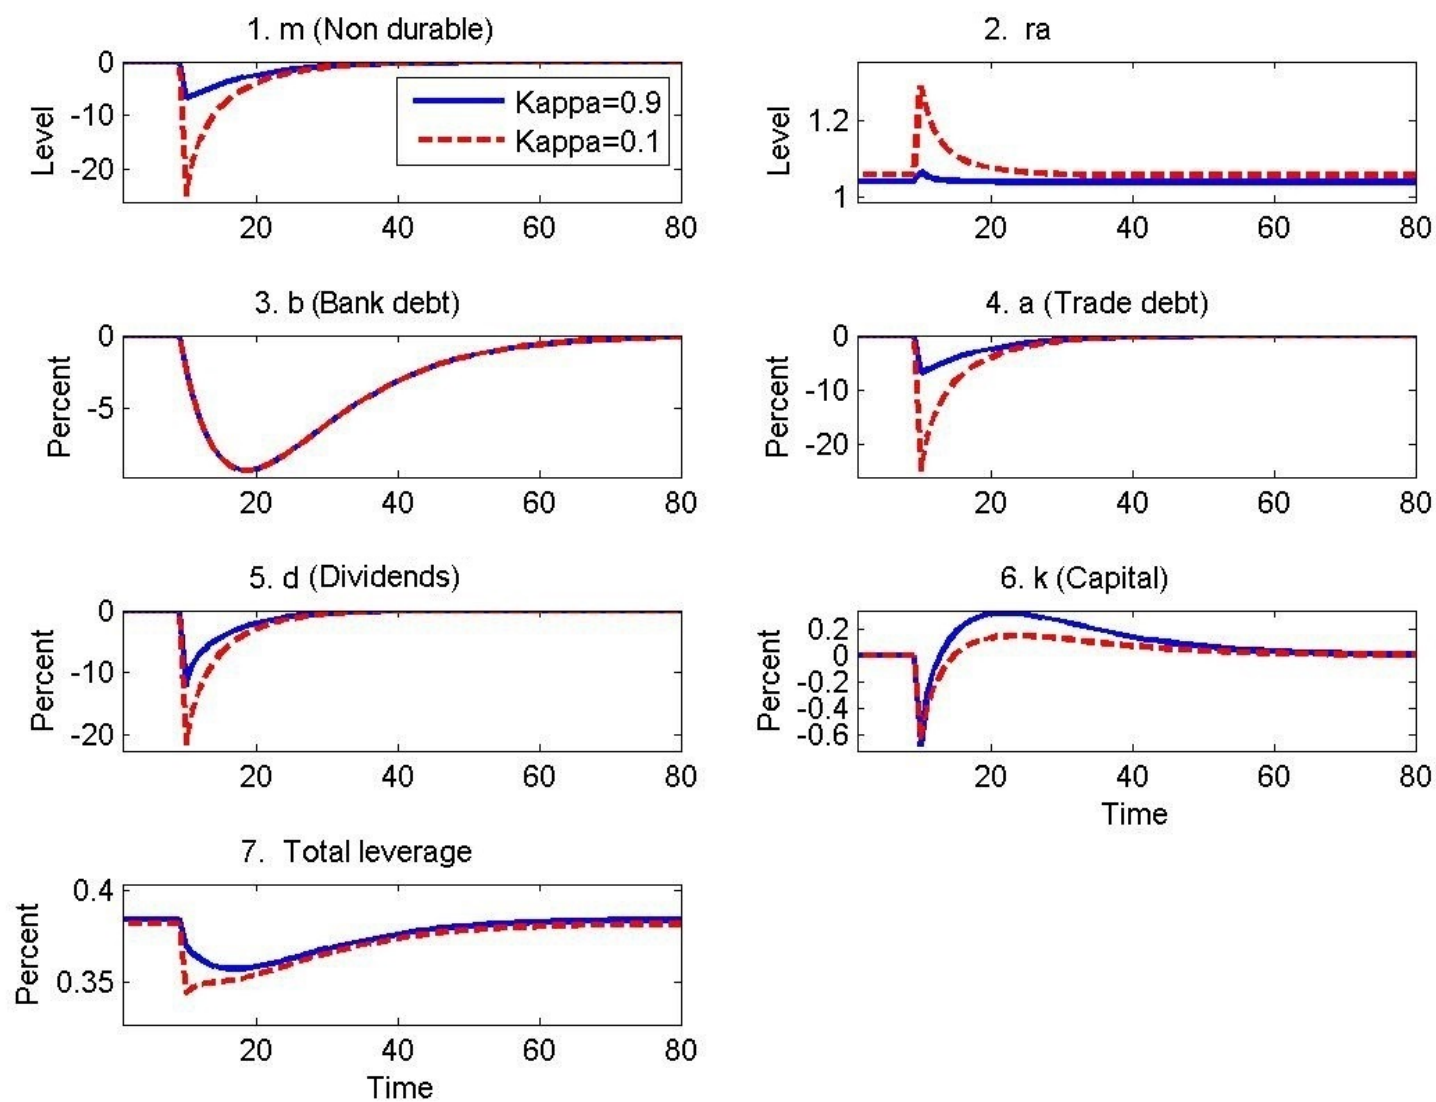 1. m (Non durable)
0
-10
-20
Level
Kappa=0.9
Kappa=0.1
20 40 60 80
2. ra
1.2
1
Level
20 40 60 80
3. b (Bank debt)
0
-5
Percent
20 40 60 80
4. a (Trade debt)
0
-10
-20
Percent
20 40 60 80
5. d (Dividends)
0
-10
-20
Percent
20 40 60 80
6. k (Capital)
0.2
0
-0.2
-0.4
-0.6
Percent
20 40 60 80
Time
7. Total leverage
0.4
0.35
Percent
20 40 60 80
Time